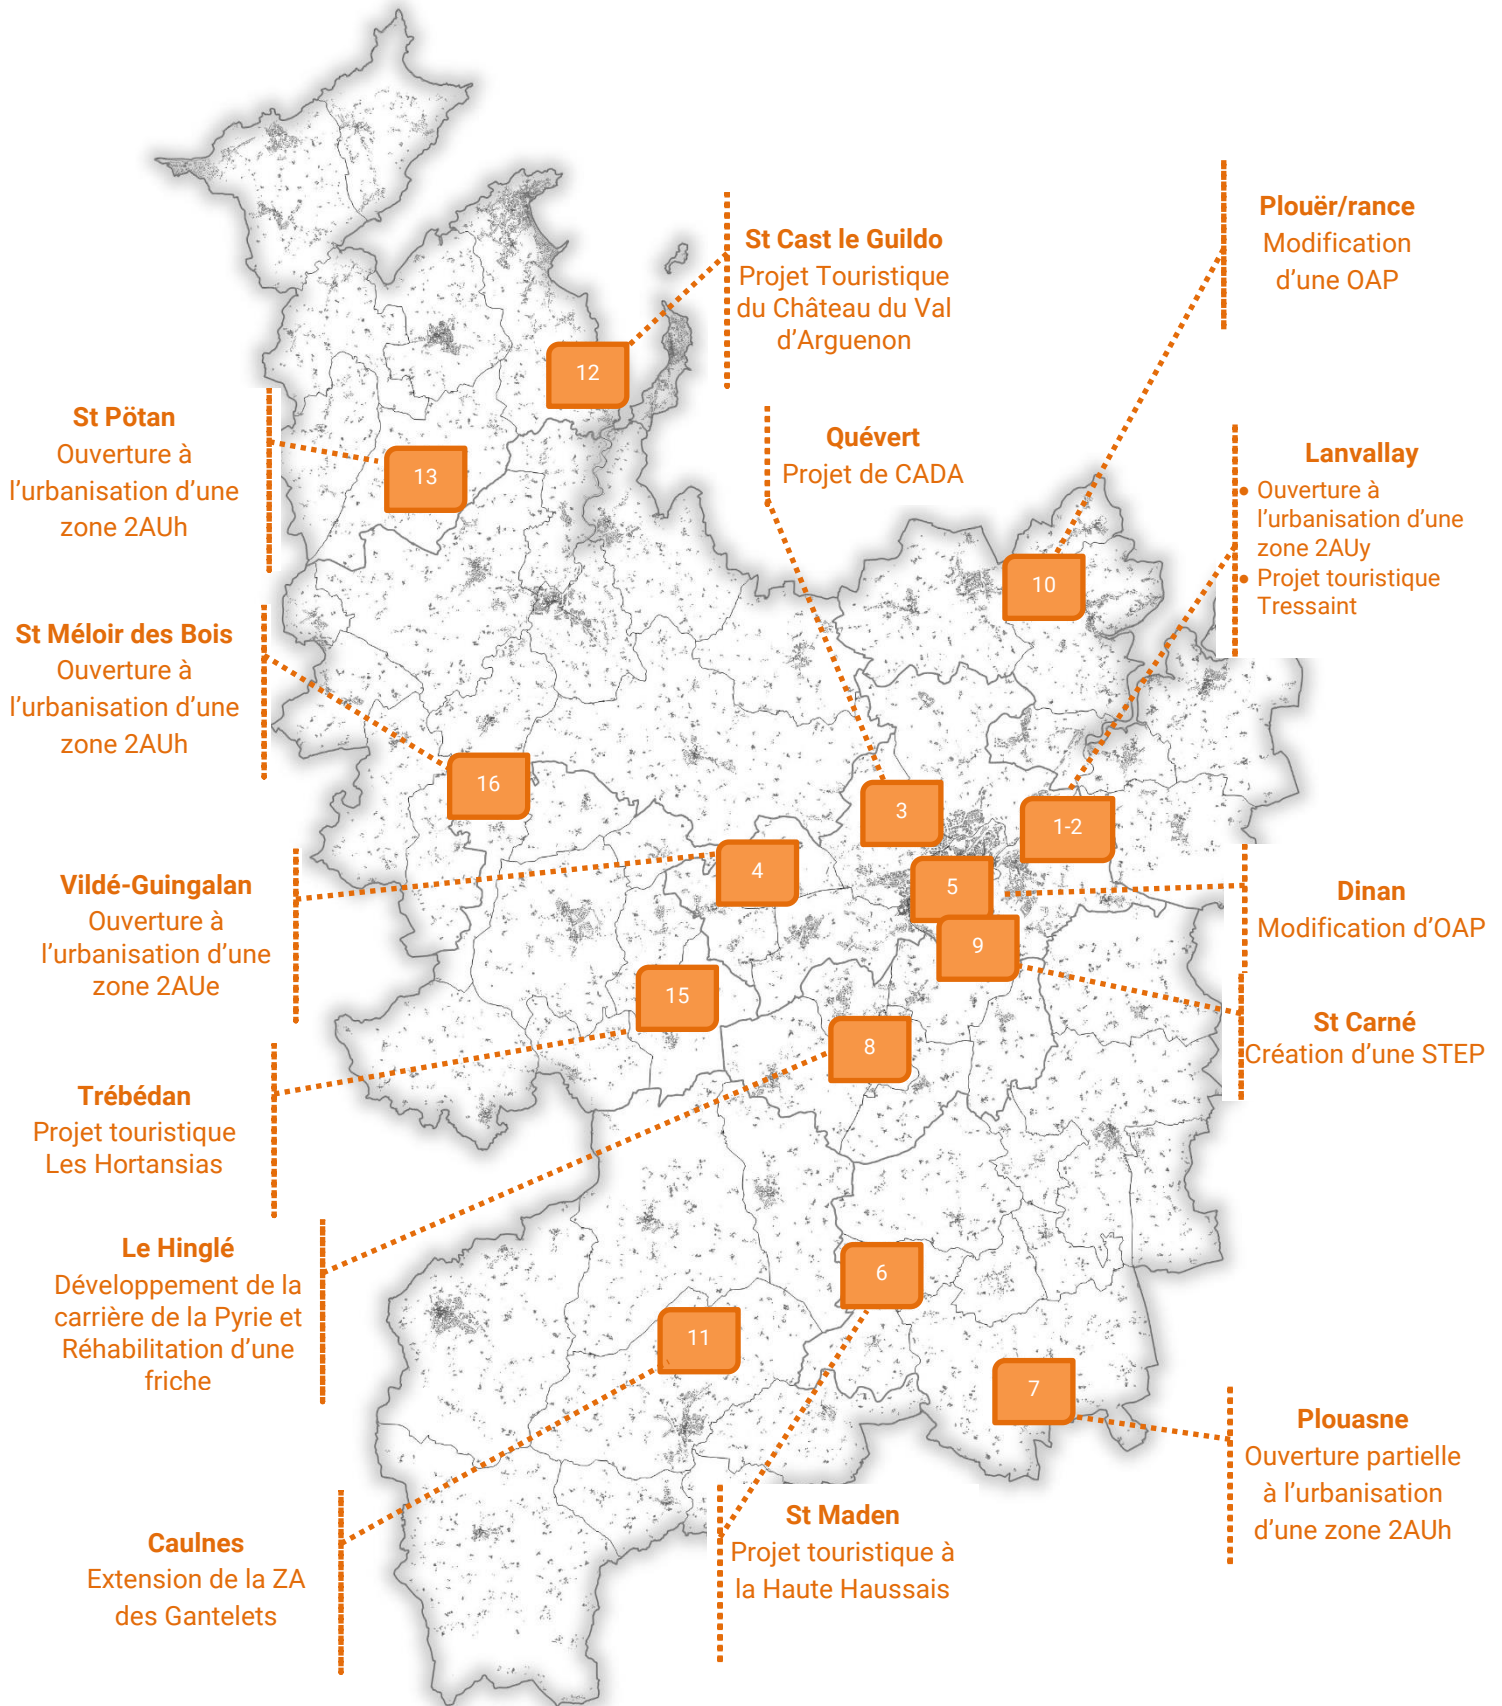 St Cast le Guildo
Projet Touristique
du Château du Val
d’Arguenon
Plouër/rance
Modification
d’une OAP
12
St Pötan
Ouverture à
l’urbanisation d’une
zone 2AUh
13
Quévert
Projet de CADA
Lanvallay
• Ouverture à
l’urbanisation d’une
zone 2AUy
• Projet touristique
Tressaint
10
St Méloir des Bois
Ouverture à
l’urbanisation d’une
zone 2AUh
16
3
1-2
4
5
Vildé-Guingalan
Ouverture à
l’urbanisation d’une
zone 2AUe
Dinan
Modification d’OAP
9
15
St Carné
Création d’une STEP
8
Trébédan
Projet touristique
Les Hortansias
Le Hinglé
Développement de la
carrière de la Pyrie et
Réhabilitation d’une
friche
6
11
7
Plouasne
Ouverture partielle
à l’urbanisation
d’une zone 2AUh
Caulnes
Extension de la ZA
des Gantelets
St Maden
Projet touristique à
la Haute Haussais